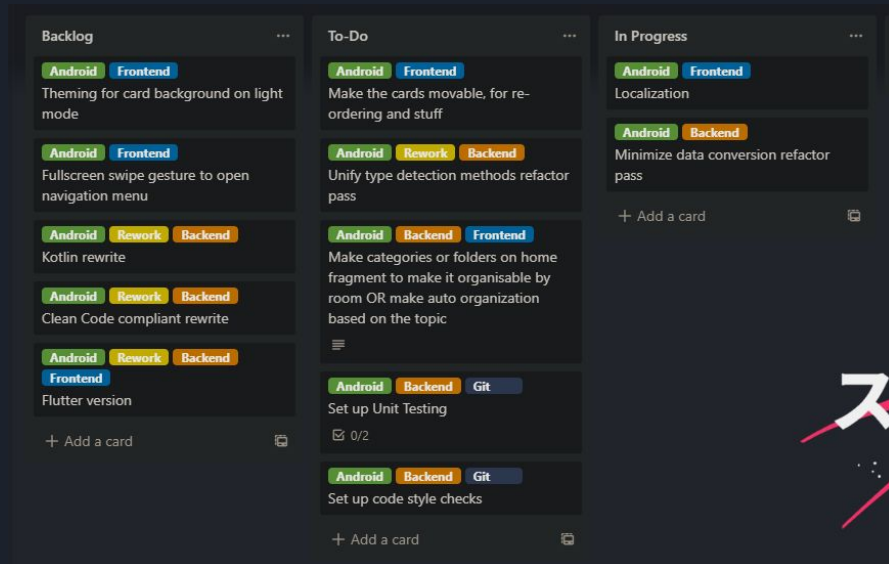 Backlog
Android Frontend
Theming for card background on light
mode
Android Frontend
Fullscreen swipe gesture to open
navigation menu
Android Rework Backend
Kotlin rewrite
Android Rework Backend
Clean Code compliant rewrite
Android Rework Backend
Frontend
Flutter version
+ Add a card
To-Do
Android Frontend
Make the cards movable, for re-
ordering and stuff
Android Rework Backend
Unify type detection methods refactor
pass
Android Backend Frontend
Make categories or folders on home
fragment to make it organisable by
room OR make auto organization
based on the topic
Android Backend Git
Set up Unit Testing
0/2
Android Backend Git
Set up code style checks
+ Add a card
In Progress
Android Frontend
Localization
Android Backend
Minimize data conversion refactor
pass
+ Add a card